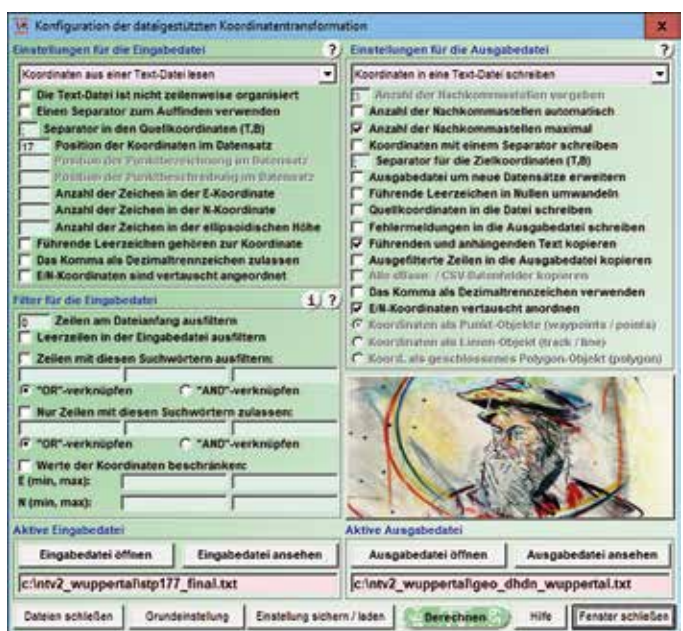 Konfiguration der dateigestützten Koordinatentransformation
x
Einstellungen für die Eingabedatei
?
Koordinaten aus einer Text-Datei lesen
Die Text-Datei ist nicht zeilenweise organisiert
Einen Separator zum Auffinden verwenden
Separator in den Quellkoordinaten (T,B)
17 Position der Koordinaten im Datensatz
Position der Punktbezeichnung im Datensatz
Position der Punktbeschreibung im Datensatz
Anzahl der Zeichen in der E-Koordinate
Anzahl der Zeichen in der N-Koordinate
Anzahl der Zeichen in der ellipsoidischen Höhe
Führende Leerzeichen gehören zur Koordinate
Das Komma als Dezimaltrennzeichen zulassen
E/N-Koordinaten sind vertauscht angeordnet
Filter für die Eingabedatei
i ?
0 Zeilen am Dateianfang ausfiltern
Leerzeilen in der Eingabedatei ausfiltern
Zeilen mit diesen Suchwörtern ausfiltern:
"OR"-verknüpfen "AND"-verknüpfen
Nur Zeilen mit diesen Suchwörtern zulassen:
"OR"-verknüpfen "AND"-verknüpfen
Werte der Koordinaten beschränken:
E (min, max):
N (min, max):
Aktive Eingabedatei
Eingabedatei öffnen Eingabedatei ansehen
c:\ntv2_wuppertal\stp177_final.txt
Einstellungen für die Ausgabedatei
?
Koordinaten in eine Text-Datei schreiben
Anzahl der Nachkommastellen vorgeben
Anzahl der Nachkommastellen automatisch
Anzahl der Nachkommastellen maximal
Koordinaten mit einem Separator schreiben
Separator für die Zielkoordinaten (T,B)
Ausgabedatei um neue Datensätze erweitern
Führende Leerzeichen in Nullen umwandeln
Quellkoordinaten in die Datei schreiben
Fehlermeldungen in die Ausgabedatei schreiben
Führenden und anhängenden Text kopieren
Ausgefilterte Zeilen in die Ausgabedatei kopieren
Alle dBase- / CSV-Datenfelder kopieren
Das Komma als Dezimaltrennzeichen verwenden
E/N-Koordinaten vertauscht anordnen
Koordinaten als Punkt-Objekte (waypoints / points)
Koordinaten als Linien-Objekt (track / line)
Koord. als geschlossenes Polygon-Objekt (polygon)
Aktive Ausgabedatei
Ausgabedatei öffnen Ausgabedatei ansehen
c:\ntv2_wuppertal\geo_dhdn_wuppertal.txt
Dateien schließen Grundeinstellung Einstellung sichern / laden Berechnen Hilfe Fenster schließen